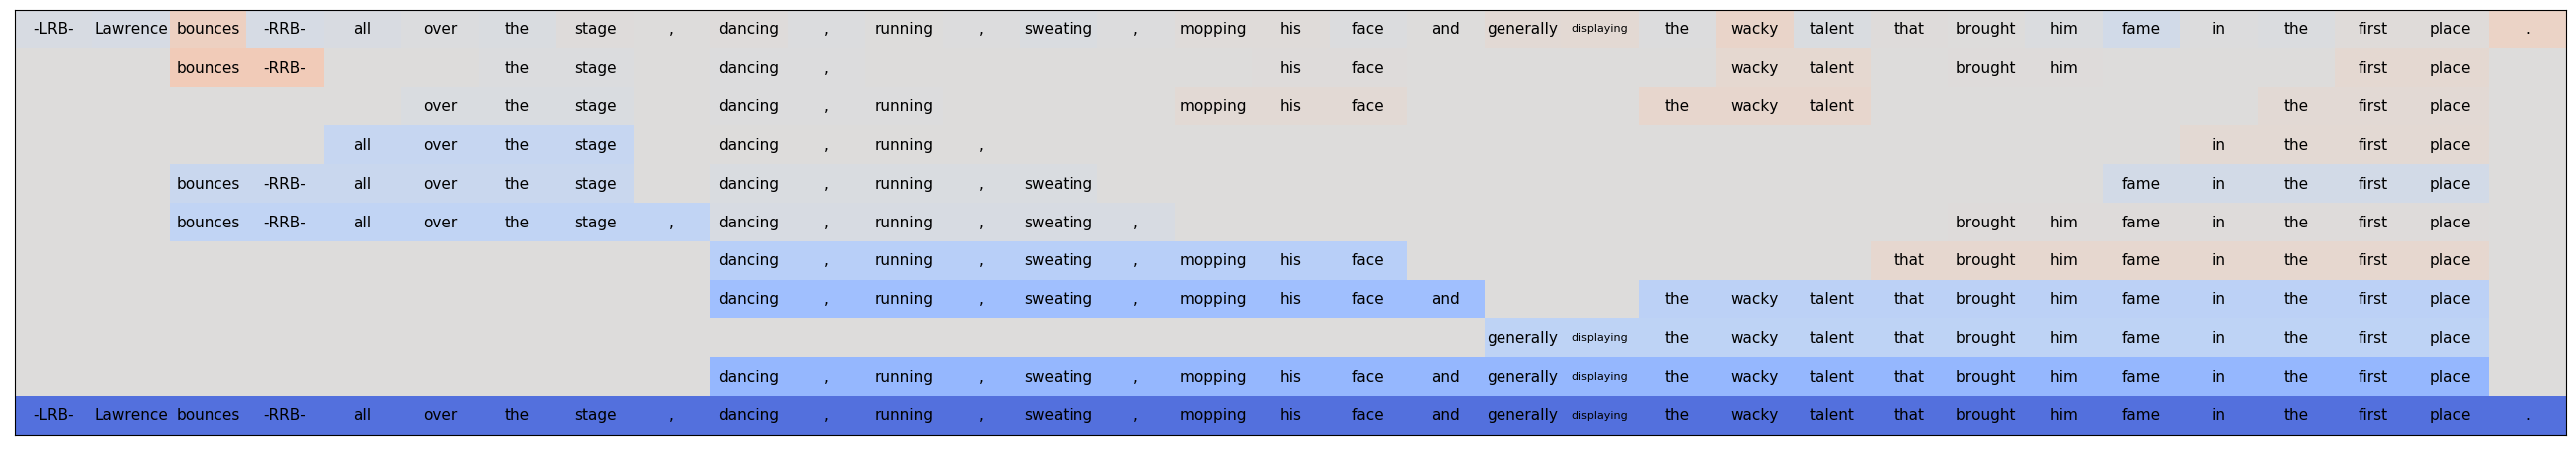 -LRB- Lawrence bounces -RRB- all over the stage , dancing , running , sweating , mopping his face and generally displaying the wacky talent that brought him fame in the first place .
bounces -RRB- the stage dancing , his face wacky talent brought him first place
over the stage dancing , running mopping his face the wacky talent the first place
all over the stage dancing , running , in the first place
bounces -RRB- all over the stage dancing , running , sweating fame in the first place
bounces -RRB- all over the stage , dancing , running , sweating , brought him fame in the first place
dancing , running , sweating , mopping his face that brought him fame in the first place
dancing , running , sweating , mopping his face and the wacky talent that brought him fame in the first place
generally displaying the wacky talent that brought him fame in the first place
dancing , running , sweating , mopping his face and generally displaying the wacky talent that brought him fame in the first place
-LRB- Lawrence bounces -RRB- all over the stage , dancing , running , sweating , mopping his face and generally displaying the wacky talent that brought him fame in the first place .